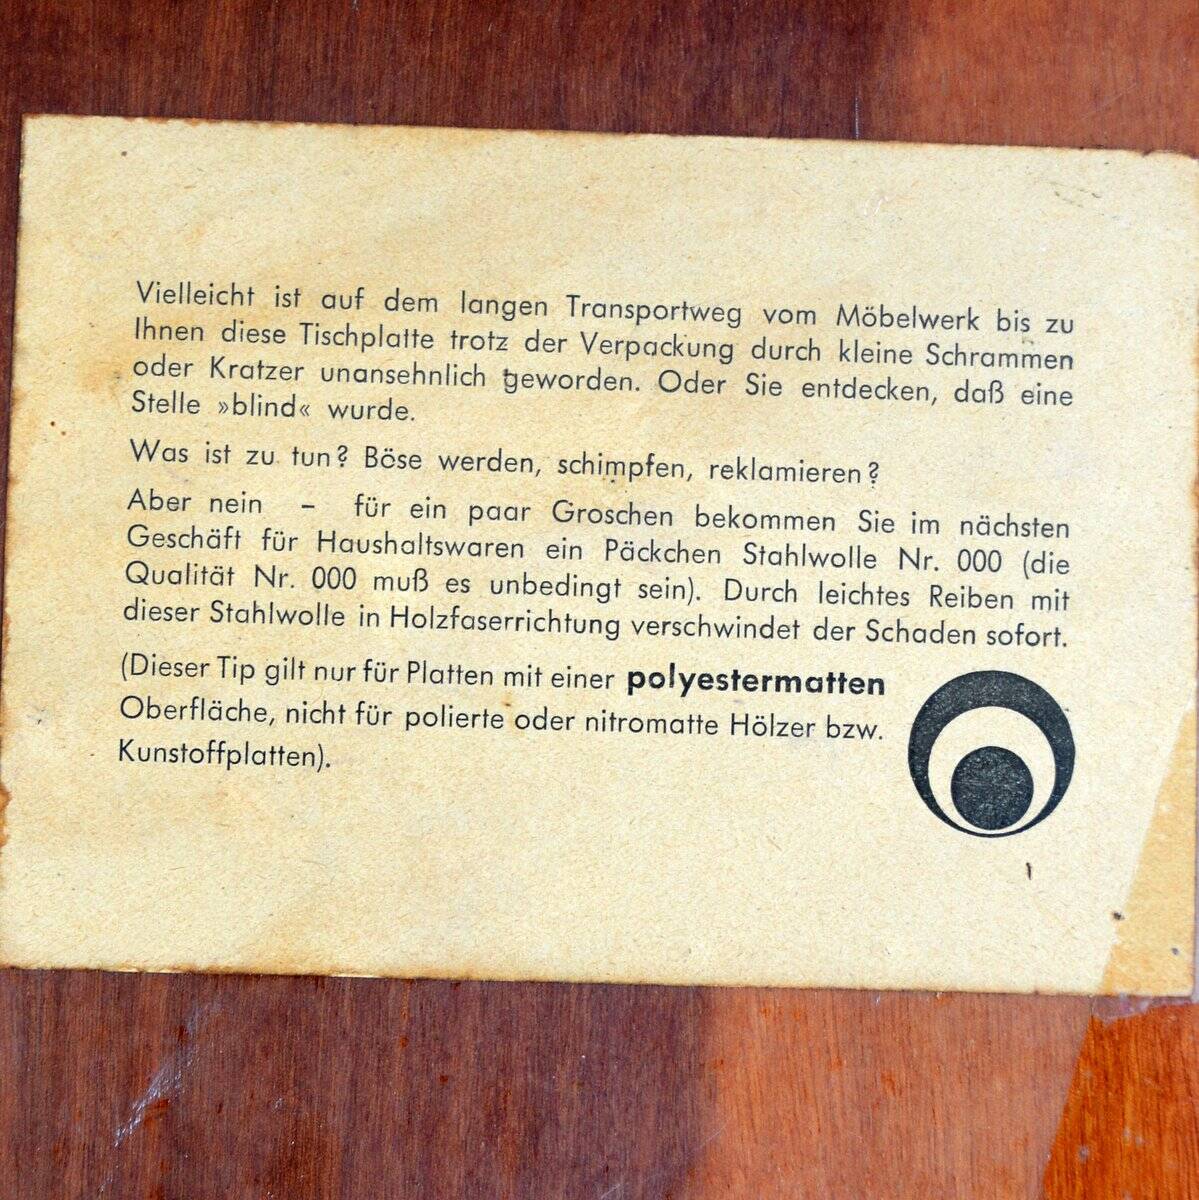 Vielleicht ist auf dem langen Transportweg vom Möbelwerk bis zu
Ihnen diese Tischplatte trotz der Verpackung durch kleine Schrammen
oder Kratzer unansehnlich geworden. Oder Sie entdecken, daß eine
Stelle »blind« wurde.
Was ist zu tun? Böse werden, schimpfen, reklamieren?
Aber nein – für ein paar Groschen bekommen Sie im nächsten
Geschäft für Haushaltswaren ein Päckchen Stahlwolle Nr. 000 (die
Qualität Nr. 000 muß es unbedingt sein). Durch leichtes Reiben mit
dieser Stahlwolle in Holzfaserrichtung verschwindet der Schaden sofort.
(Dieser Tip gilt nur für Platten mit einer polyestermatten
Oberfläche, nicht für polierte oder nitromatte Hölzer bzw.
Kunstoffplatten).